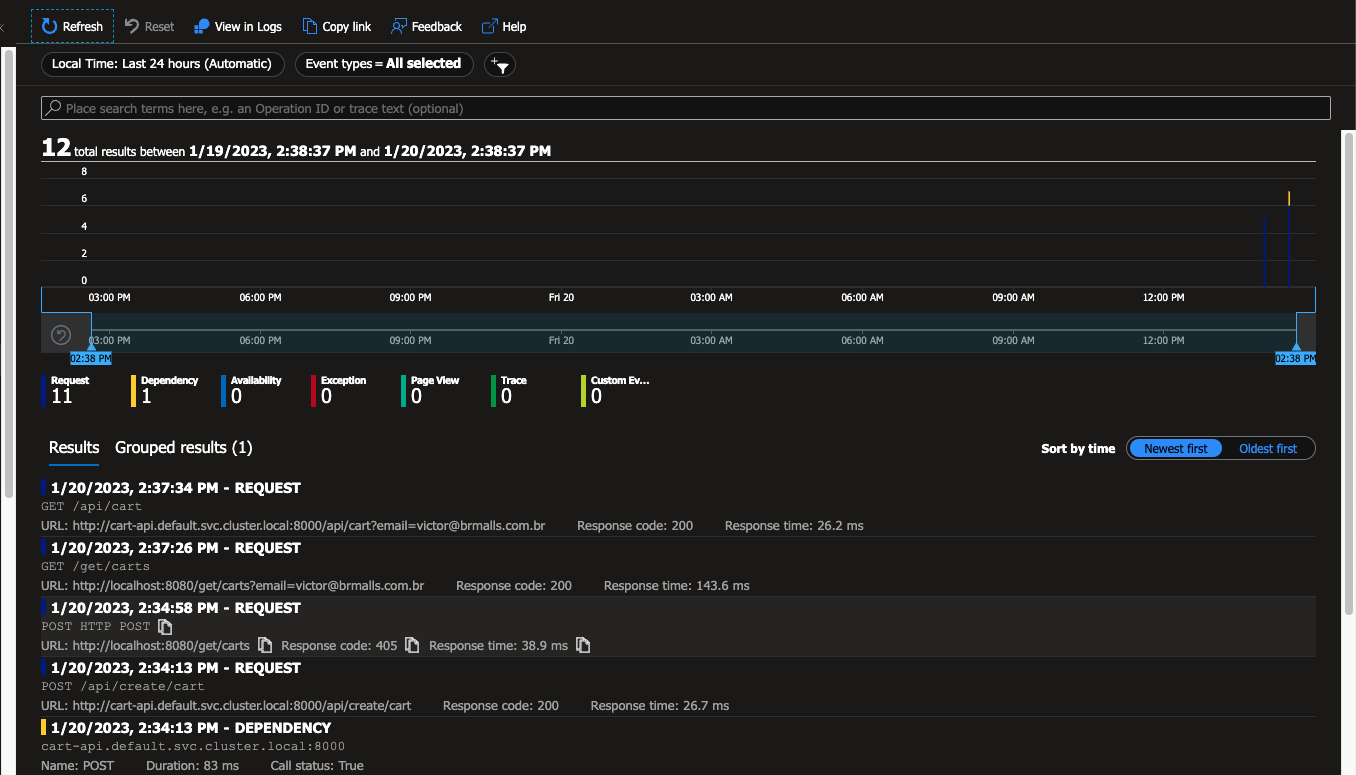 Refresh Reset View in Logs Copy link Feedback Help
Local Time: Last 24 hours (Automatic) Event types = All selected
Place search terms here, e.g. an Operation ID or trace text (optional)
12 total results between 1/19/2023, 2:38:37 PM and 1/20/2023, 2:38:37 PM
8
6
4
2
0
03:00 PM 06:00 PM 09:00 PM Fri 20 03:00 AM 06:00 AM 09:00 AM 12:00 PM
03:00 PM 06:00 PM 09:00 PM Fri 20 03:00 AM 06:00 AM 09:00 AM 12:00 PM
02:38 PM 02:38 PM
Request Dependency Availability Exception Page View Trace Custom Ev...
11 1 0 0 0 0 0
Results Grouped results (1) Sort by time Newest first Oldest first
1/20/2023, 2:37:34 PM - REQUEST
GET /api/cart
URL: http://cart-api.default.svc.cluster.local:8000/api/cart?email=victor@brmalls.com.br Response code: 200 Response time: 26.2 ms
1/20/2023, 2:37:26 PM - REQUEST
GET /get/carts
URL: http://localhost:8080/get/carts?email=victor@brmalls.com.br Response code: 200 Response time: 143.6 ms
1/20/2023, 2:34:58 PM - REQUEST
POST HTTP POST
URL: http://localhost:8080/get/carts Response code: 405 Response time: 38.9 ms
1/20/2023, 2:34:13 PM - REQUEST
POST /api/create/cart
URL: http://cart-api.default.svc.cluster.local:8000/api/create/cart Response code: 200 Response time: 26.7 ms
1/20/2023, 2:34:13 PM - DEPENDENCY
cart-api.default.svc.cluster.local:8000
Name: POST Duration: 83 ms Call status: True